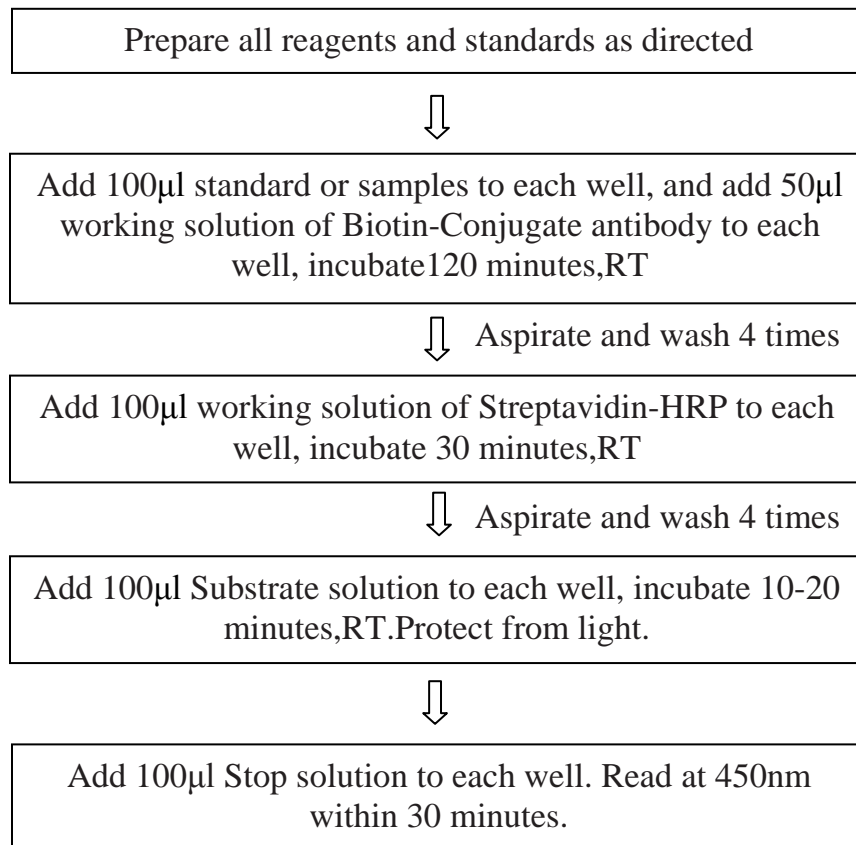 Prepare all reagents and standards as directed
Add 100μl standard or samples to each well, and add 50μl
working solution of Biotin-Conjugate antibody to each
well, incubate120 minutes,RT
Aspirate and wash 4 times
Add 100μl working solution of Streptavidin-HRP to each
well, incubate 30 minutes,RT
Aspirate and wash 4 times
Add 100μl Substrate solution to each well, incubate 10-20
minutes,RT.Protect from light.
Add 100μl Stop solution to each well. Read at 450nm
within 30 minutes.